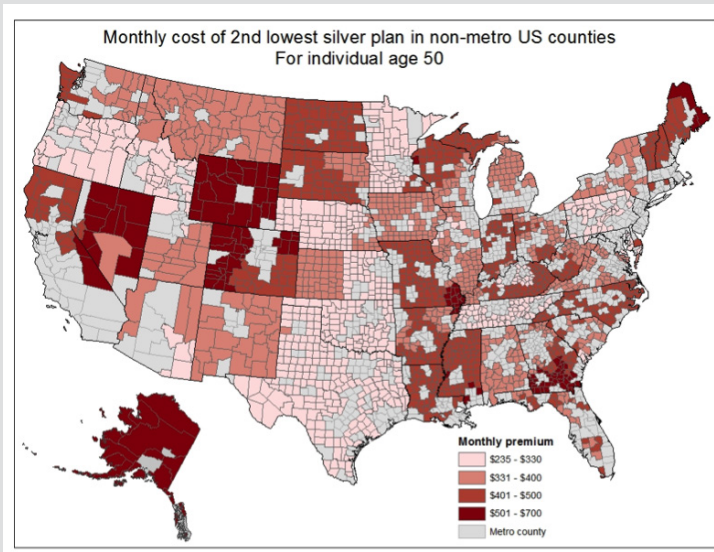 Monthly cost of 2nd lowest silver plan in non-metro US counties
For individual age 50
Monthly premium
$235 - $330
$331 - $400
$401 - $500
$501 - $700
Metro county